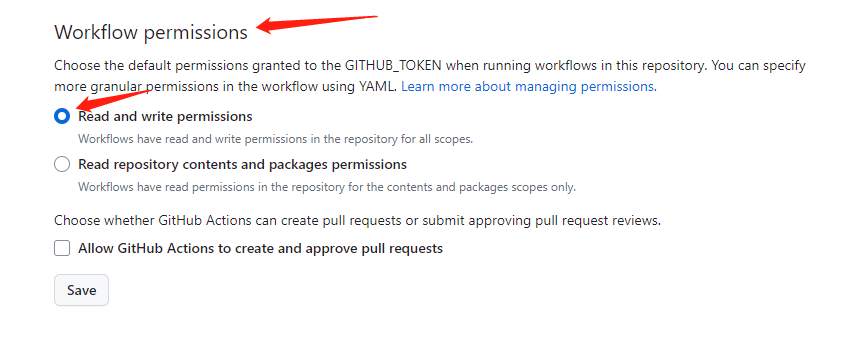 Workflow permissions
Choose the default permissions granted to the GITHUB_TOKEN when running workflows in this repository. You can specify
more granular permissions in the workflow using YAML. Learn more about managing permissions.
Read and write permissions
Workflows have read and write permissions in the repository for all scopes.
Read repository contents and packages permissions
Workflows have read permissions in the repository for the contents and packages scopes only.
Choose whether GitHub Actions can create pull requests or submit approving pull request reviews.
Allow GitHub Actions to create and approve pull requests
Save